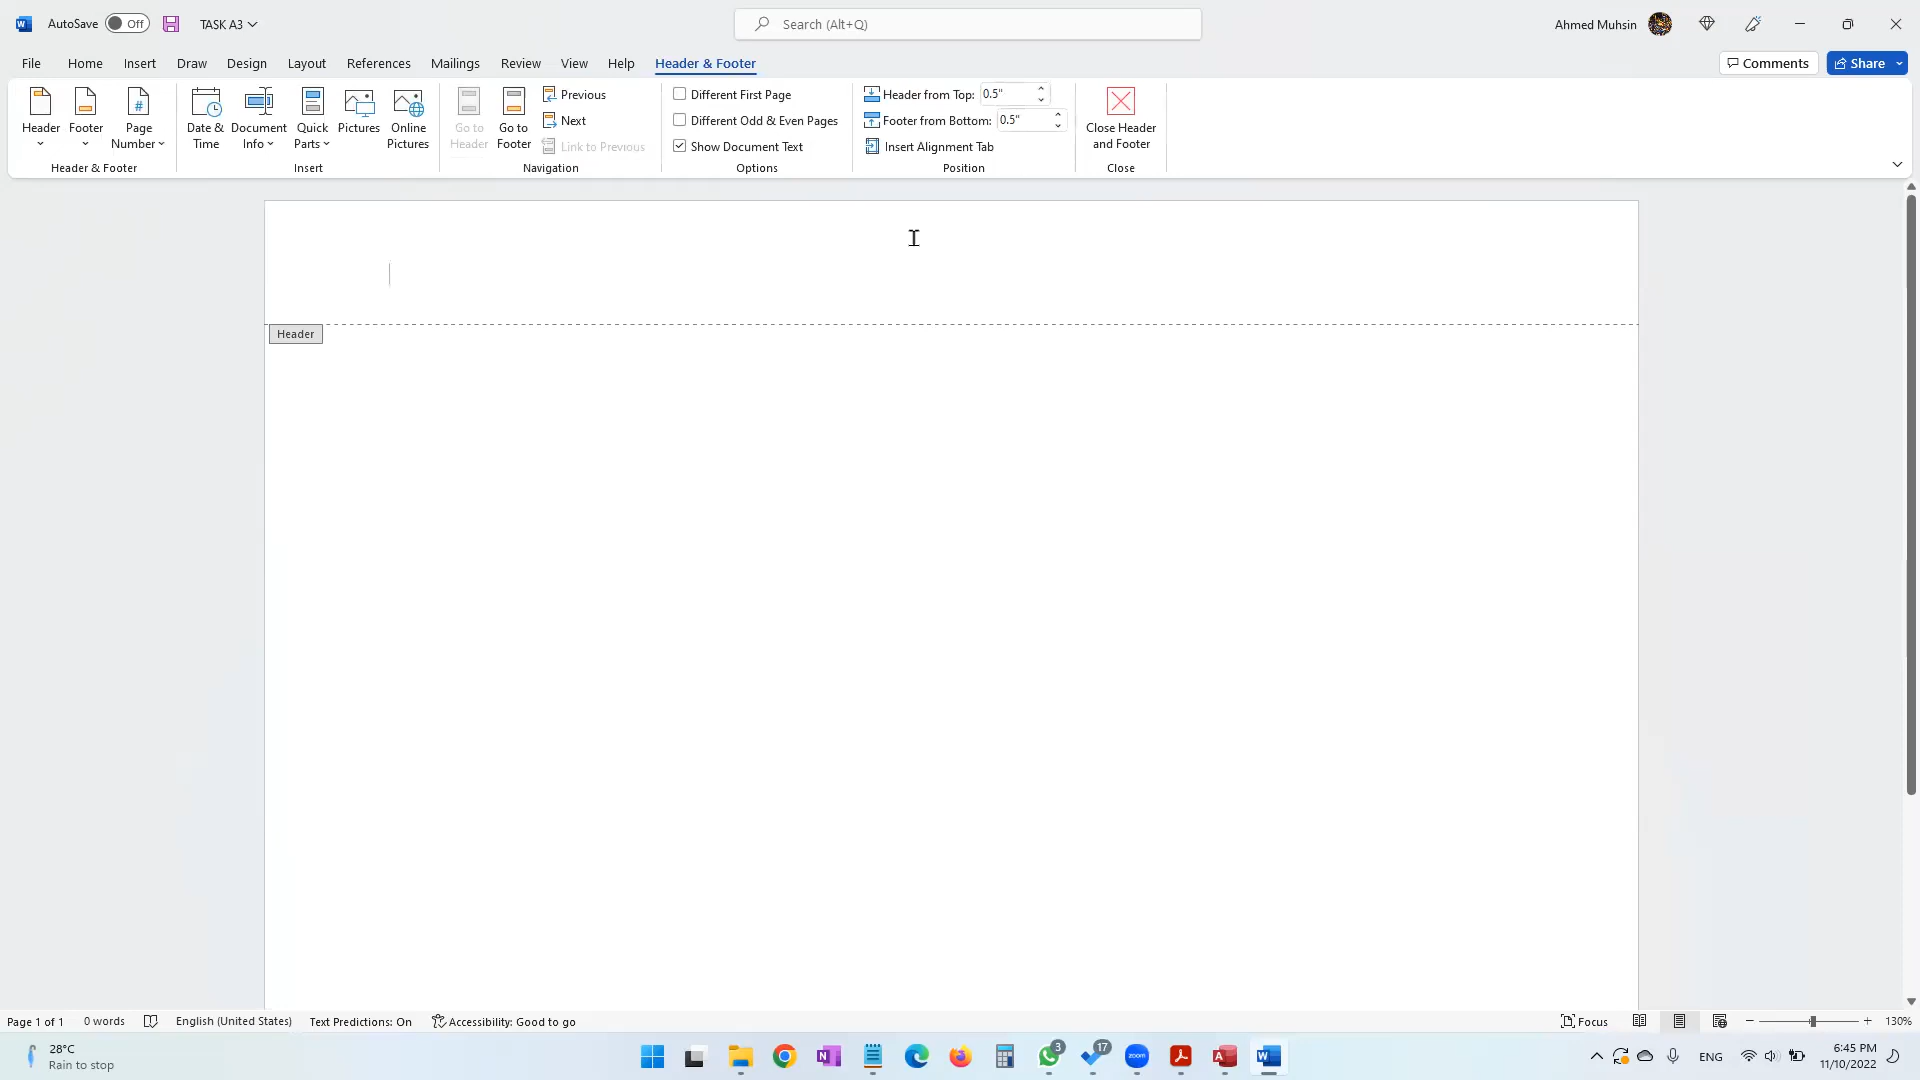 AutoSave Off TASK A3 Search (Alt+Q) Ahmed Muhsin
File Home Insert Draw Design Layout References Mailings Review View Help Header & Footer Comments Share
Header Footer Page Number
Header & Footer
Date & Time Document Info Quick Parts Pictures Online Pictures
Insert
Go to Header Go to Footer
Previous
Next
Link to Previous
Navigation
Different First Page
Different Odd & Even Pages
Show Document Text
Options
Header from Top: 0.5"
Footer from Bottom: 0.5"
Insert Alignment Tab
Position
Close Header and Footer
Close
Header
Page 1 of 1 0 words English (United States) Text Predictions: On Accessibility: Good to go Focus 130%
28°C
Rain to stop
3 17 zoom
ENG
6:45 PM
11/10/2022